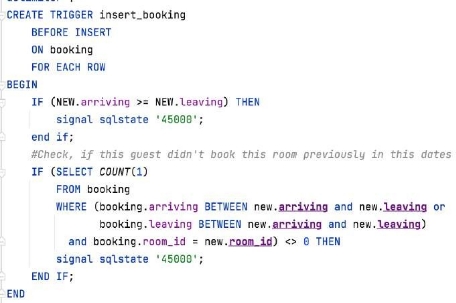 CREATE TRIGGER insert_booking
BEFORE INSERT
ON booking
FOR EACH ROW
BEGIN
IF (NEW.arriving >= NEW.leaving) THEN
signal sqlstate '45000';
end if;
#Check, if this guest didn't book this room previously in this dates
IF (SELECT COUNT(1)
FROM booking
WHERE (booking.arriving BETWEEN new.arriving and new.leaving or
booking.leaving BETWEEN new.arriving and new.leaving)
and booking.room_id = new.room_id) <> 0 THEN
signal sqlstate '45000';
END IF;
END